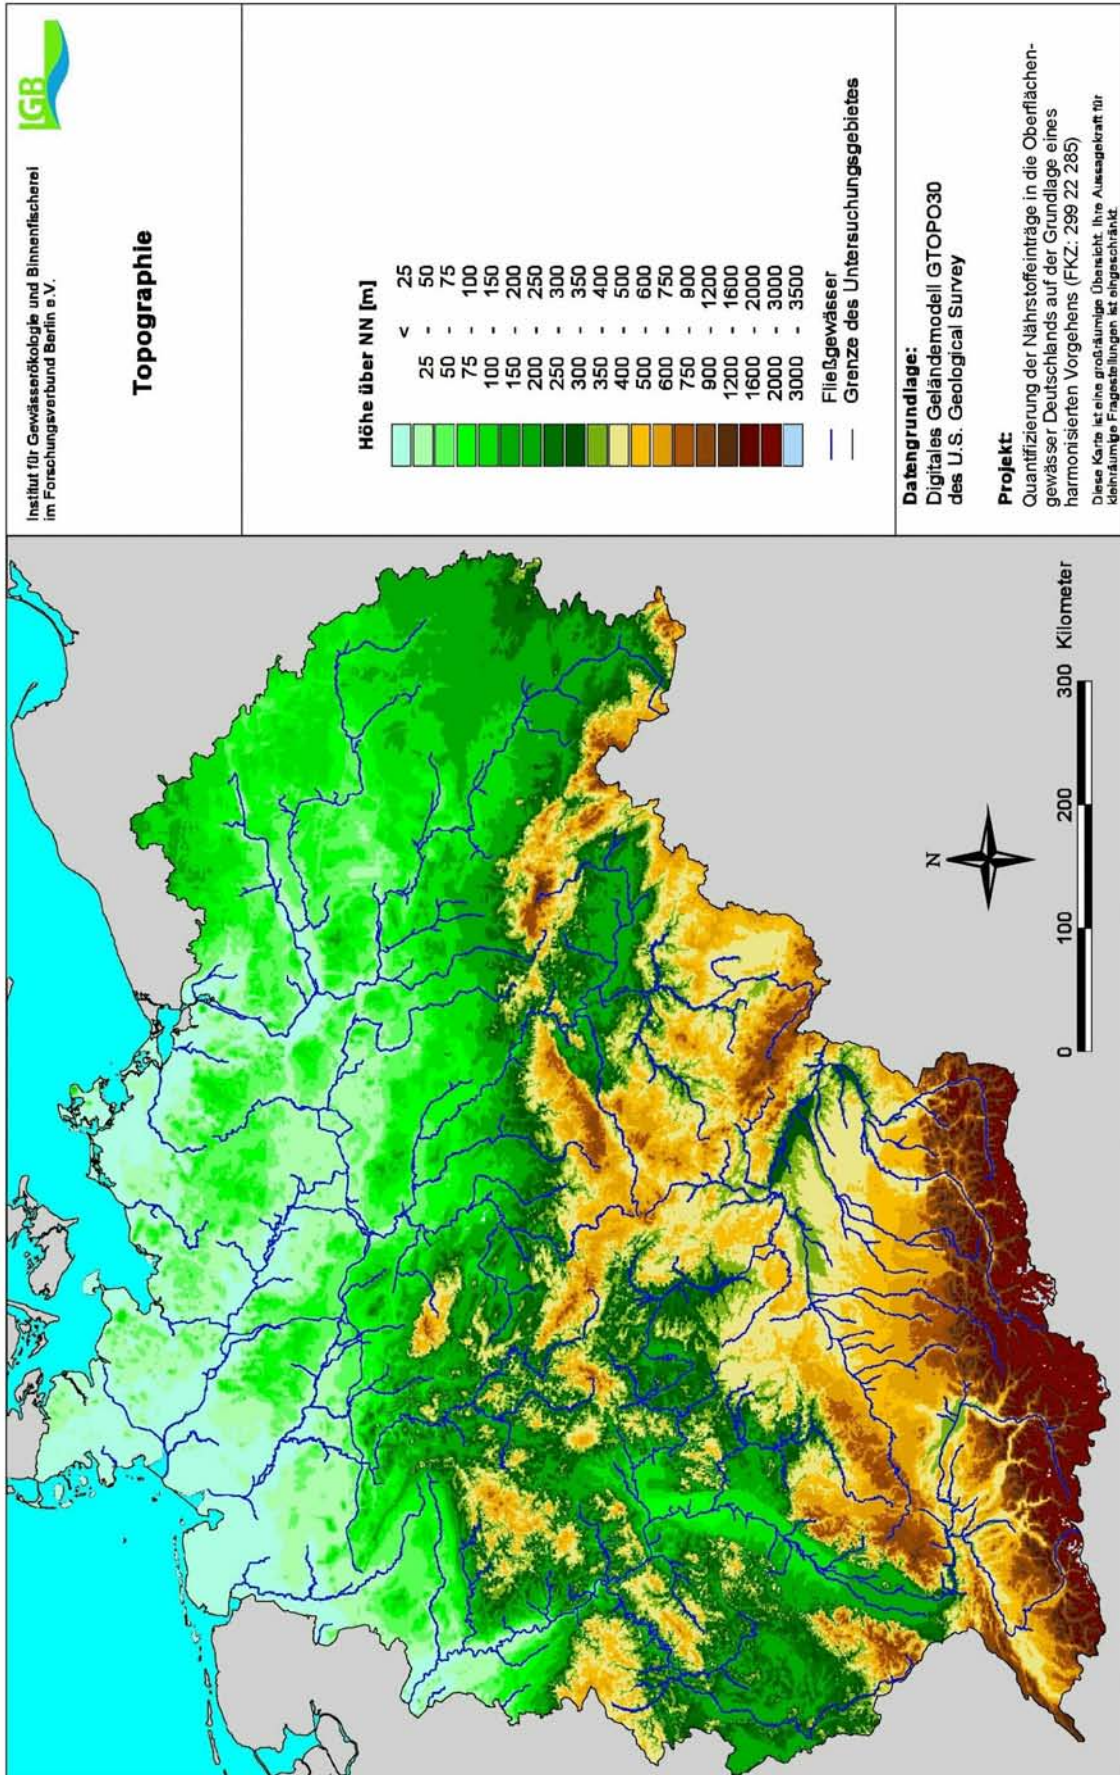 IGB
Institut für Gewässerökologie und Binnenfischerei
im Forschungsverbund Berlin e.V.
Topographie
Höhe über NN [m]
< 25
25 - 50
50 - 75
75 - 100
100 - 150
150 - 200
200 - 250
250 - 300
300 - 350
350 - 400
400 - 500
500 - 600
600 - 750
750 - 900
900 - 1200
1200 - 1600
1600 - 2000
2000 - 3000
3000 - 3500
Fließgewässer
Grenze des Untersuchungsgebietes
Datengrundlage:
Digitales Geländemodell GTOPO30
des U.S. Geological Survey
Projekt:
Quantifizierung der Nährstoffeinträge in die Oberflächen-
gewässer Deutschlands auf der Grundlage eines
harmonisierten Vorgehens (FKZ: 299 22 285)
Diese Karte ist eine großräumige Übersicht. Ihre Aussagekraft für
kleinräumige Fragestellungen ist eingeschränkt.
N
0 100 200 300 Kilometer